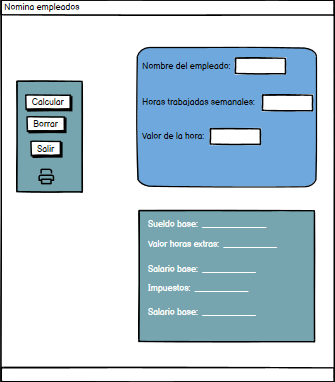 Nomina empleados
Nombre del empleado:
Calcular
Horas trabajadas semanales:
Borrar
Valor de la hora:
Salir
Sueldo base:
Valor horas extras:
Salario base:
Impuestos:
Salario base: